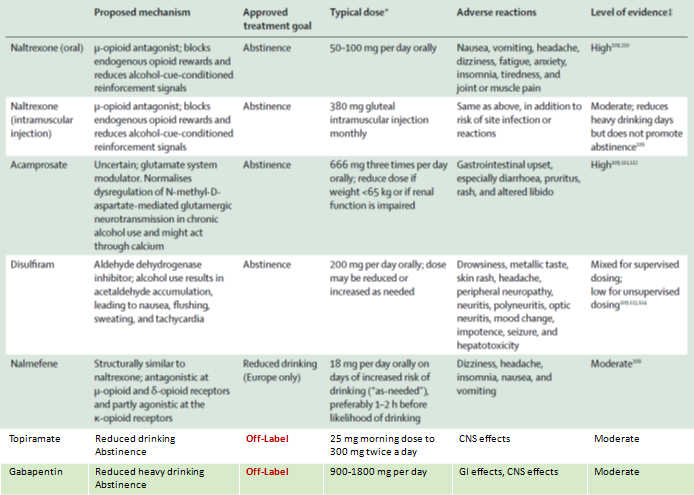 Proposed mechanism
Approved treatment goal
Typical dose*
Adverse reactions
Level of evidence‡
Naltrexone (oral)
μ-opioid antagonist; blocks
endogenous opioid rewards and
reduces alcohol-cue-conditioned
reinforcement signals
Abstinence
50–100 mg per day orally
Nausea, vomiting, headache,
dizziness, fatigue, anxiety,
insomnia, tiredness, and
joint or muscle pain
High
Naltrexone
(intramuscular
injection)
μ-opioid antagonist; blocks
endogenous opioid rewards and
reduces alcohol-cue-conditioned
reinforcement signals
Abstinence
380 mg gluteal
intramuscular injection
monthly
Same as above, in addition to
risk of site infection or
reactions
Moderate; reduces
heavy drinking days
but does not promote
abstinence
Acamprosate
Uncertain; glutamate system
modulator. Normalises
dysregulation of N-methyl-D-
aspartate-mediated glutamergic
neurotransmission in chronic
alcohol use and might act
through calcium
Abstinence
666 mg three times per day
orally; reduce dose if
weight <65 kg or if renal
function is impaired
Gastrointestinal upset,
especially diarrhoea, pruritus,
rash, and altered libido
High
Disulfiram
Aldehyde dehydrogenase
inhibitor; alcohol use results in
acetaldehyde accumulation,
leading to nausea, flushing,
sweating, and tachycardia
Abstinence
200 mg per day orally; dose
may be reduced or
increased as needed
Drowsiness, metallic taste,
skin rash, headache,
peripheral neuropathy,
neuritis, polyneuritis, optic
neuritis, mood change,
impotence, seizure, and
hepatotoxicity
Mixed for supervised
dosing;
low for unsupervised
dosing
Nalmefene
Structurally similar to
naltrexone; antagonistic at
μ-opioid and δ-opioid receptors
and partly agonistic at the
κ-opioid receptors
Reduced drinking
(Europe only)
18 mg per day orally on
days of increased risk of
drinking ("as-needed"),
preferably 1–2 h before
likelihood of drinking
Dizziness, headache,
insomnia, nausea, and
vomiting
Moderate
Topiramate
Reduced drinking
Abstinence
Off-Label
25 mg morning dose to
300 mg twice a day
CNS effects
Moderate
Gabapentin
Reduced heavy drinking
Abstinence
Off-Label
900-1800 mg per day
GI effects, CNS effects
Moderate